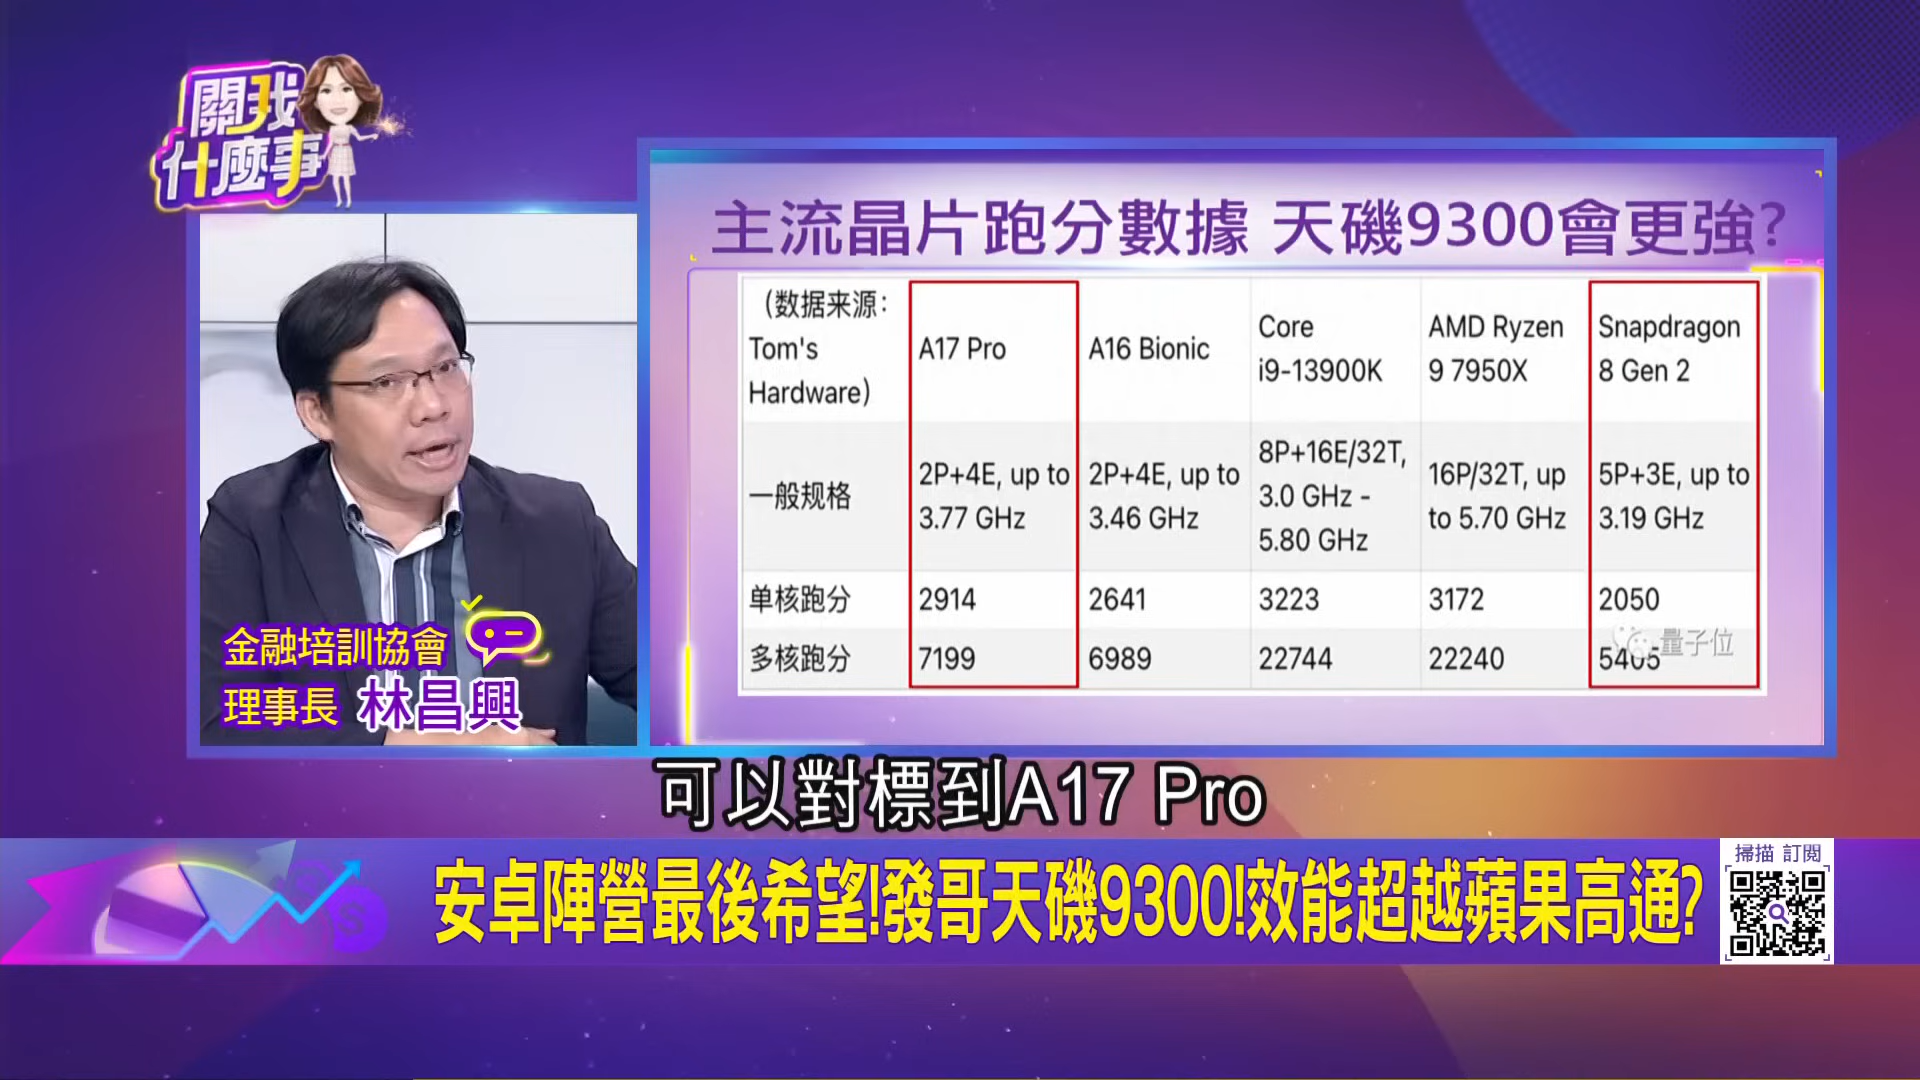 關我
什麼事
主流晶片跑分數據 天磯9300會更強?
（数据来源：
Tom's
Hardware）
A17 Pro
A16 Bionic
Core
i9-13900K
AMD Ryzen
9 7950X
Snapdragon
8 Gen 2
一般规格
2P+4E, up to
3.77 GHz
2P+4E, up to
3.46 GHz
8P+16E/32T,
3.0 GHz -
5.80 GHz
16P/32T, up
to 5.70 GHz
5P+3E, up to
3.19 GHz
单核跑分
2914
2641
3223
3172
2050
多核跑分
7199
6989
22744
22240
5405
量子位
金融培訓協會
理事長 林昌興
可以對標到A17 Pro
安卓陣營最後希望!發哥天磯9300!效能超越蘋果高通?
掃描 訂閱